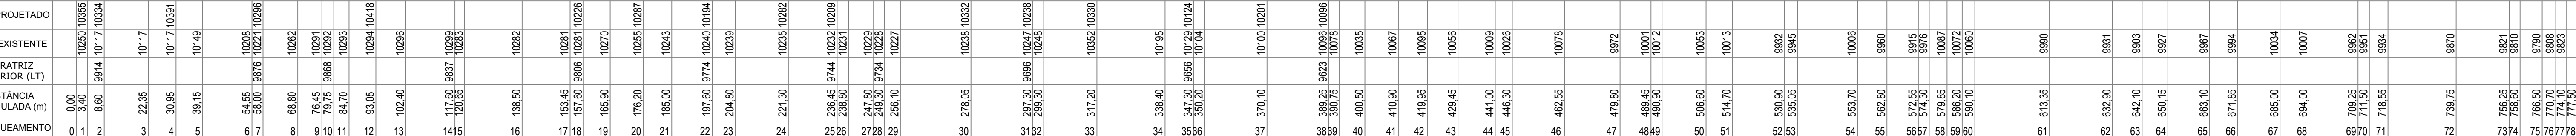 ROJETADO 10355 10334 10391 10296 10418 10226 10287 10194 10282 10209 10332 10238 10330 10124 10201 10096
EXISTENTE 10250 10117 10117 10117 10149 10208 10221 10262 10291 10292 10293 10294 10296 10299 10283 10282 10281 10281 10270 10255 10243 10240 10239 10235 10232 10231 10229 10228 10227 10238 10247 10248 10352 10195 10129 10104 10100 10096 10078 10035 10067 10095 10056 10009 10026 10078 9972 10001 10012 10053 10013 9932 9945 10006 9960 9915 9976 10087 10072 10060 9990 9931 9903 9927 9967 9994 10034 10007 9962 9951 9934 9870 9821 9810 9790 9808 9823
RATRIZ
RIOR (LT) 9914 9876 9868 9837 9806 9774 9744 9734 9696 9656 9623
STÂNCIA
ULADA (m) 0,00 3,40 8,60 22,35 30,95 39,15 54,55 58,00 68,80 76,45 79,75 84,70 93,05 102,40 117,60 120,65 138,50 153,45 157,60 165,90 176,20 185,00 197,60 204,80 221,30 236,45 238,80 247,80 249,30 256,10 278,05 297,30 299,30 317,20 338,40 347,30 350,20 370,10 389,25 390,75 400,50 410,90 419,95 429,45 441,00 446,30 462,55 479,80 489,45 490,90 506,60 514,70 530,90 535,05 553,70 562,80 572,55 574,30 579,85 586,20 590,10 613,35 632,90 642,10 650,15 663,10 671,85 685,00 694,00 709,25 711,50 718,55 739,75 756,25 758,60 766,50 770,70 774,10 777,50
UEAMENTO 0 1 2 3 4 5 6 7 8 9 10 11 12 13 14 15 16 17 18 19 20 21 22 23 24 25 26 27 28 29 30 31 32 33 34 35 36 37 38 39 40 41 42 43 44 45 46 47 48 49 50 51 52 53 54 55 56 57 58 59 60 61 62 63 64 65 66 67 68 69 70 71 72 73 74 75 76 77